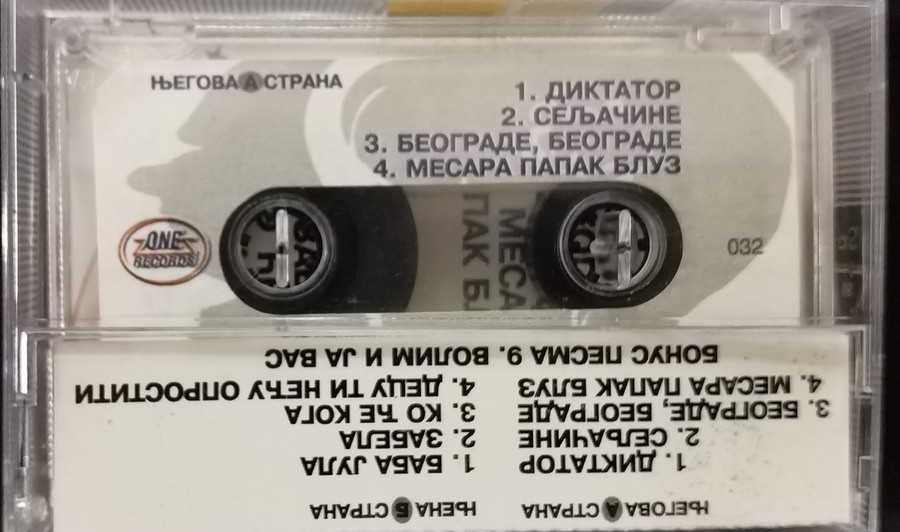 ЊЕГОВА А СТРАНА
1. ДИКТАТОР
2. СЕЉАЧИНЕ
3. БЕОГРАДЕ, БЕОГРАДЕ
4. МЕСАРА ПАПАК БЛУЗ
ONE
RECORDS
032
МЕСА
ПАК Б
ЊЕГОВА А СТРАНА
1. ДИКТАТОР
2. СЕЉАЧИНЕ
3. БЕОГРАДЕ, БЕОГРАДЕ
4. МЕСАРА ПАПАК БЛУЗ
ЊЕНА Б СТРАНА
1. БАБА ЈУЛА
2. ЗАБЕЛА
3. КО ЋЕ КОГА
4. ДЕЦУ ТИ НЕЋУ ОПРОСТИТИ
БОНУС ПЕСМА 9. ВОЛИМ И ЈА ВАС